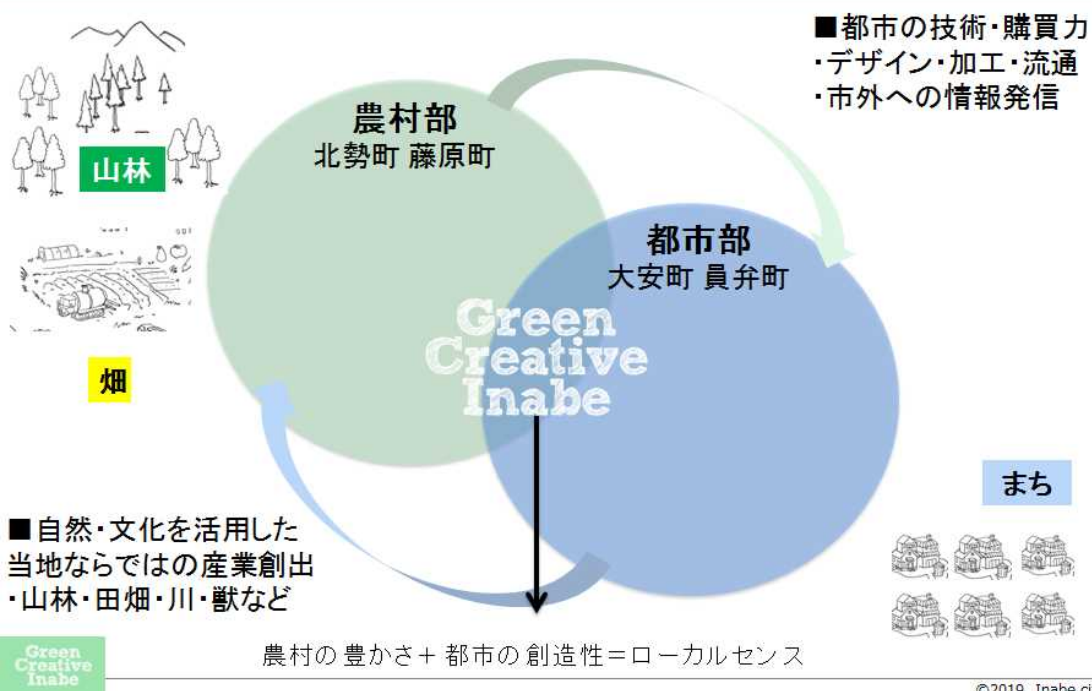 ■都市の技術・購買力
・デザイン・加工・流通
・市外への情報発信
農村部
北勢町 藤原町
山林
都市部
大安町 員弁町
Green
Creative
Inabe
畑
まち
■自然・文化を活用した
当地ならではの産業創出
・山林・田畑・川・獣など
農村の豊かさ＋都市の創造性＝ローカルセンス
Green
Creative
Inabe
©2019 Inabe ci